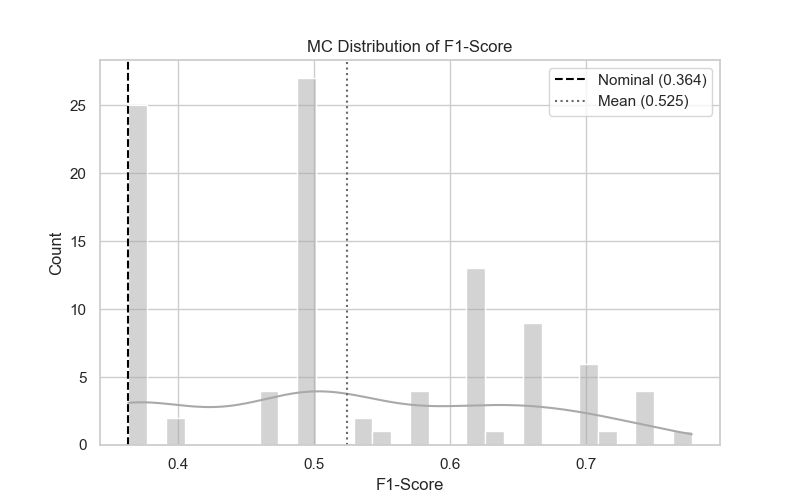 MC Distribution of F1-Score
Nominal (0.364)
Mean (0.525)
Count
25
20
15
10
5
0
0.4 0.5 0.6 0.7
F1-Score